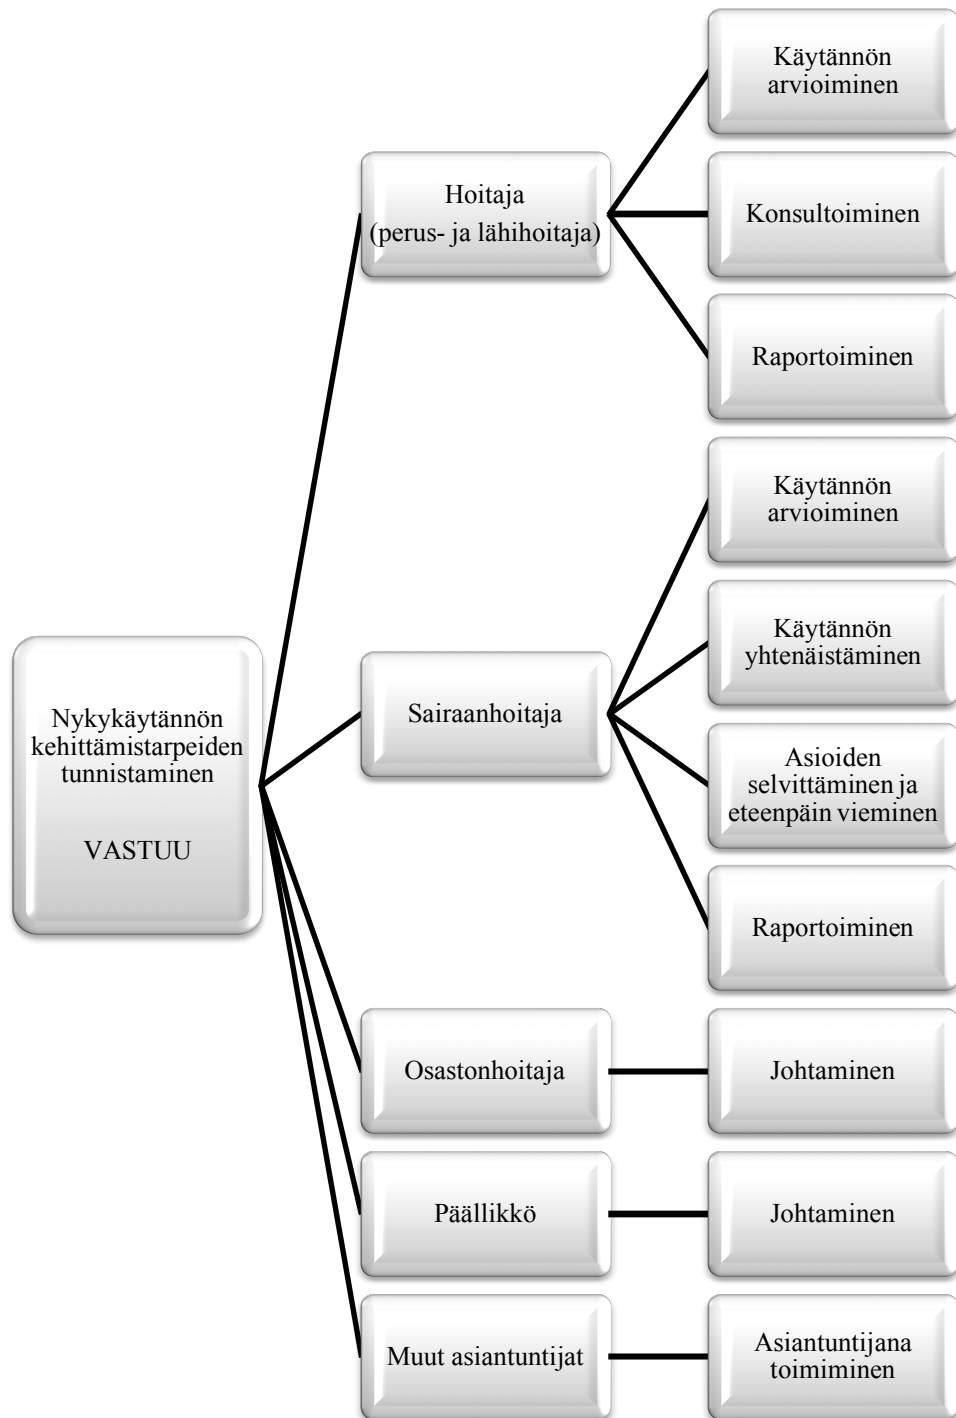 Käytännön
arvioiminen
Hoitaja
(perus- ja lähihoitaja)
Konsultoiminen
Raportoiminen
Käytännön
arvioiminen
Käytännön
yhtenäistäminen
Nykykäytännön
kehittämistarpeiden
tunnistaminen
VASTUU
Sairaanhoitaja
Asioiden
selvittäminen ja
eteenpäin vieminen
Raportoiminen
Osastonhoitaja
Johtaminen
Päällikkö
Johtaminen
Muut asiantuntijat
Asiantuntijana
toimiminen